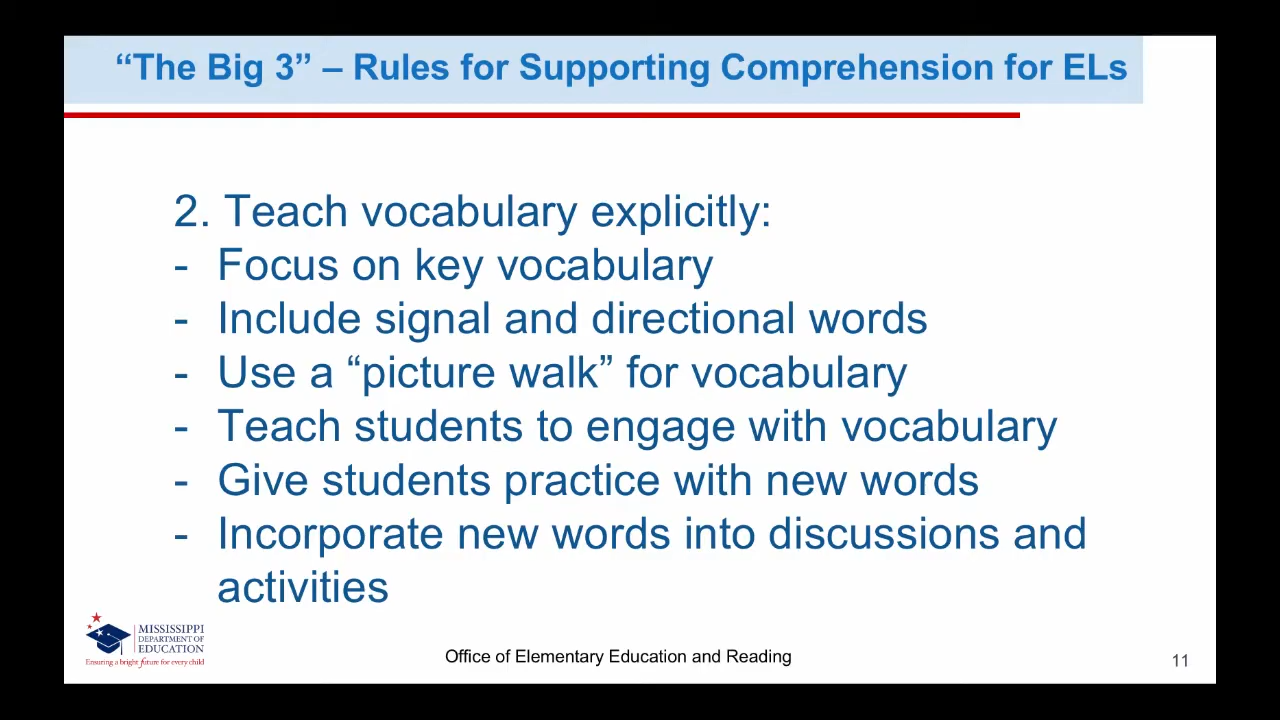 “The Big 3” – Rules for Supporting Comprehension for ELs
2. Teach vocabulary explicitly:
- Focus on key vocabulary
- Include signal and directional words
- Use a “picture walk” for vocabulary
- Teach students to engage with vocabulary
- Give students practice with new words
- Incorporate new words into discussions and
activities
MISSISSIPPI
DEPARTMENT OF
EDUCATION
Ensuring a bright future for every child
Office of Elementary Education and Reading
11